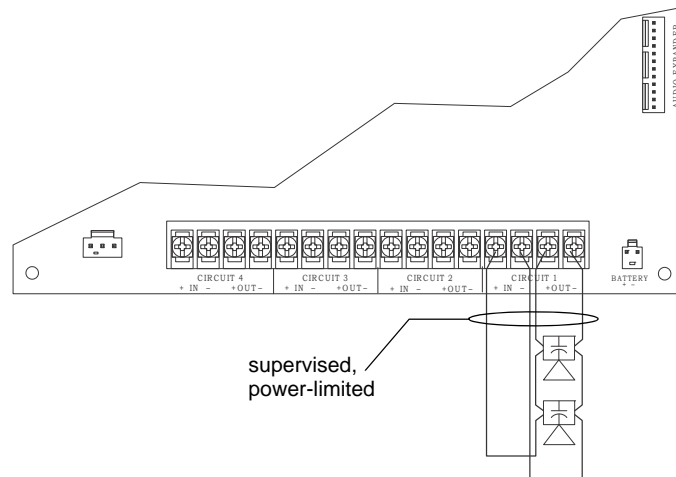 AUDIO EXPANDER
CIRCUIT 4 CIRCUIT 3 CIRCUIT 2 CIRCUIT 1
+ IN - +OUT- + IN - +OUT- + IN - +OUT- + IN - +OUT-
BATTERY
+ -
supervised,
power-limited